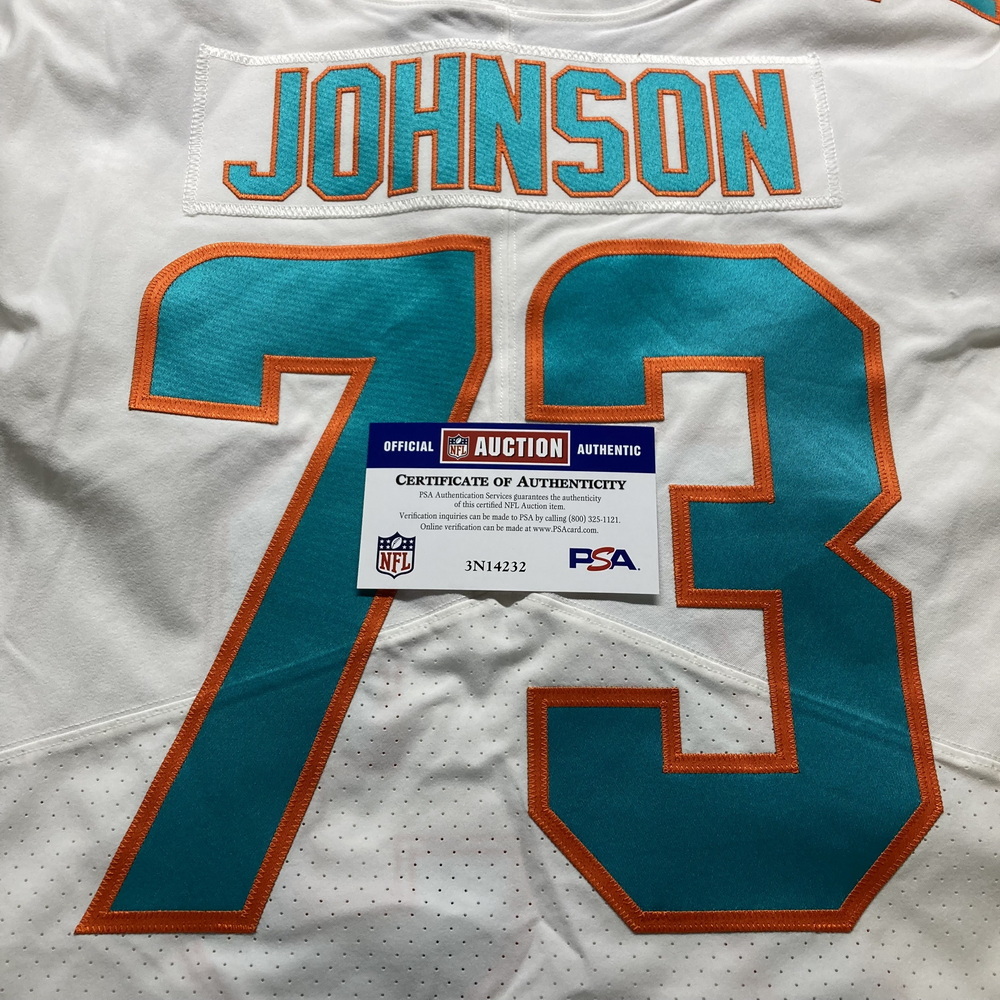 JOHNSON
73
OFFICIAL NFL AUCTION AUTHENTIC
CERTIFICATE OF AUTHENTICITY
PSA Authentication Services guarantees the authenticity
of this certified NFL Auction item.
Verification inquiries can be made to PSA by calling (800) 325-1121.
Online verification can be made at www.PSAcard.com.
NFL 3N14232 PSA.